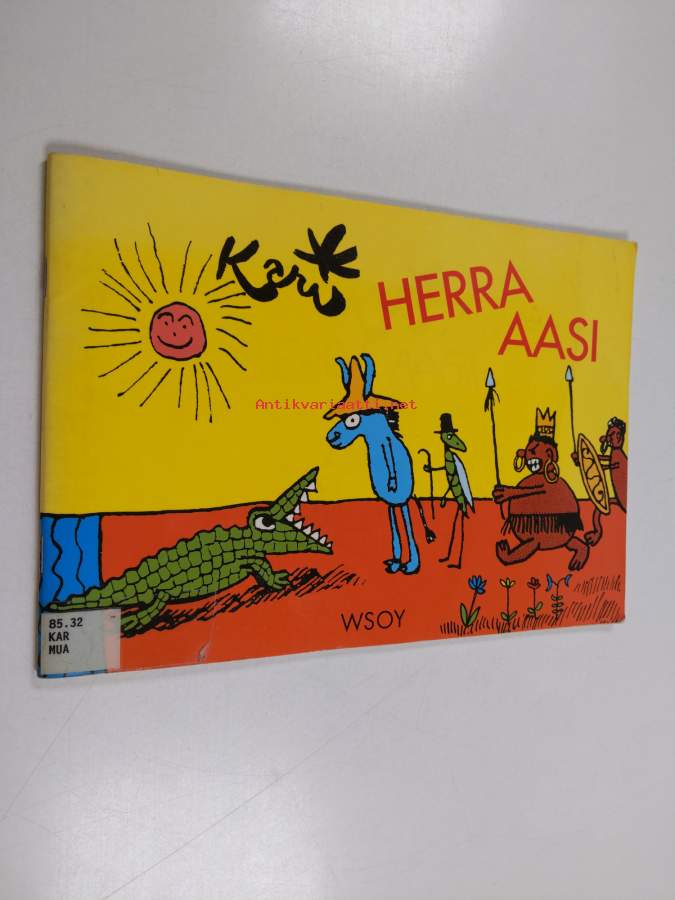 Kari
HERRA
AASI
Antikvariaatti.net
WSOY
85.32
KAR
MUA